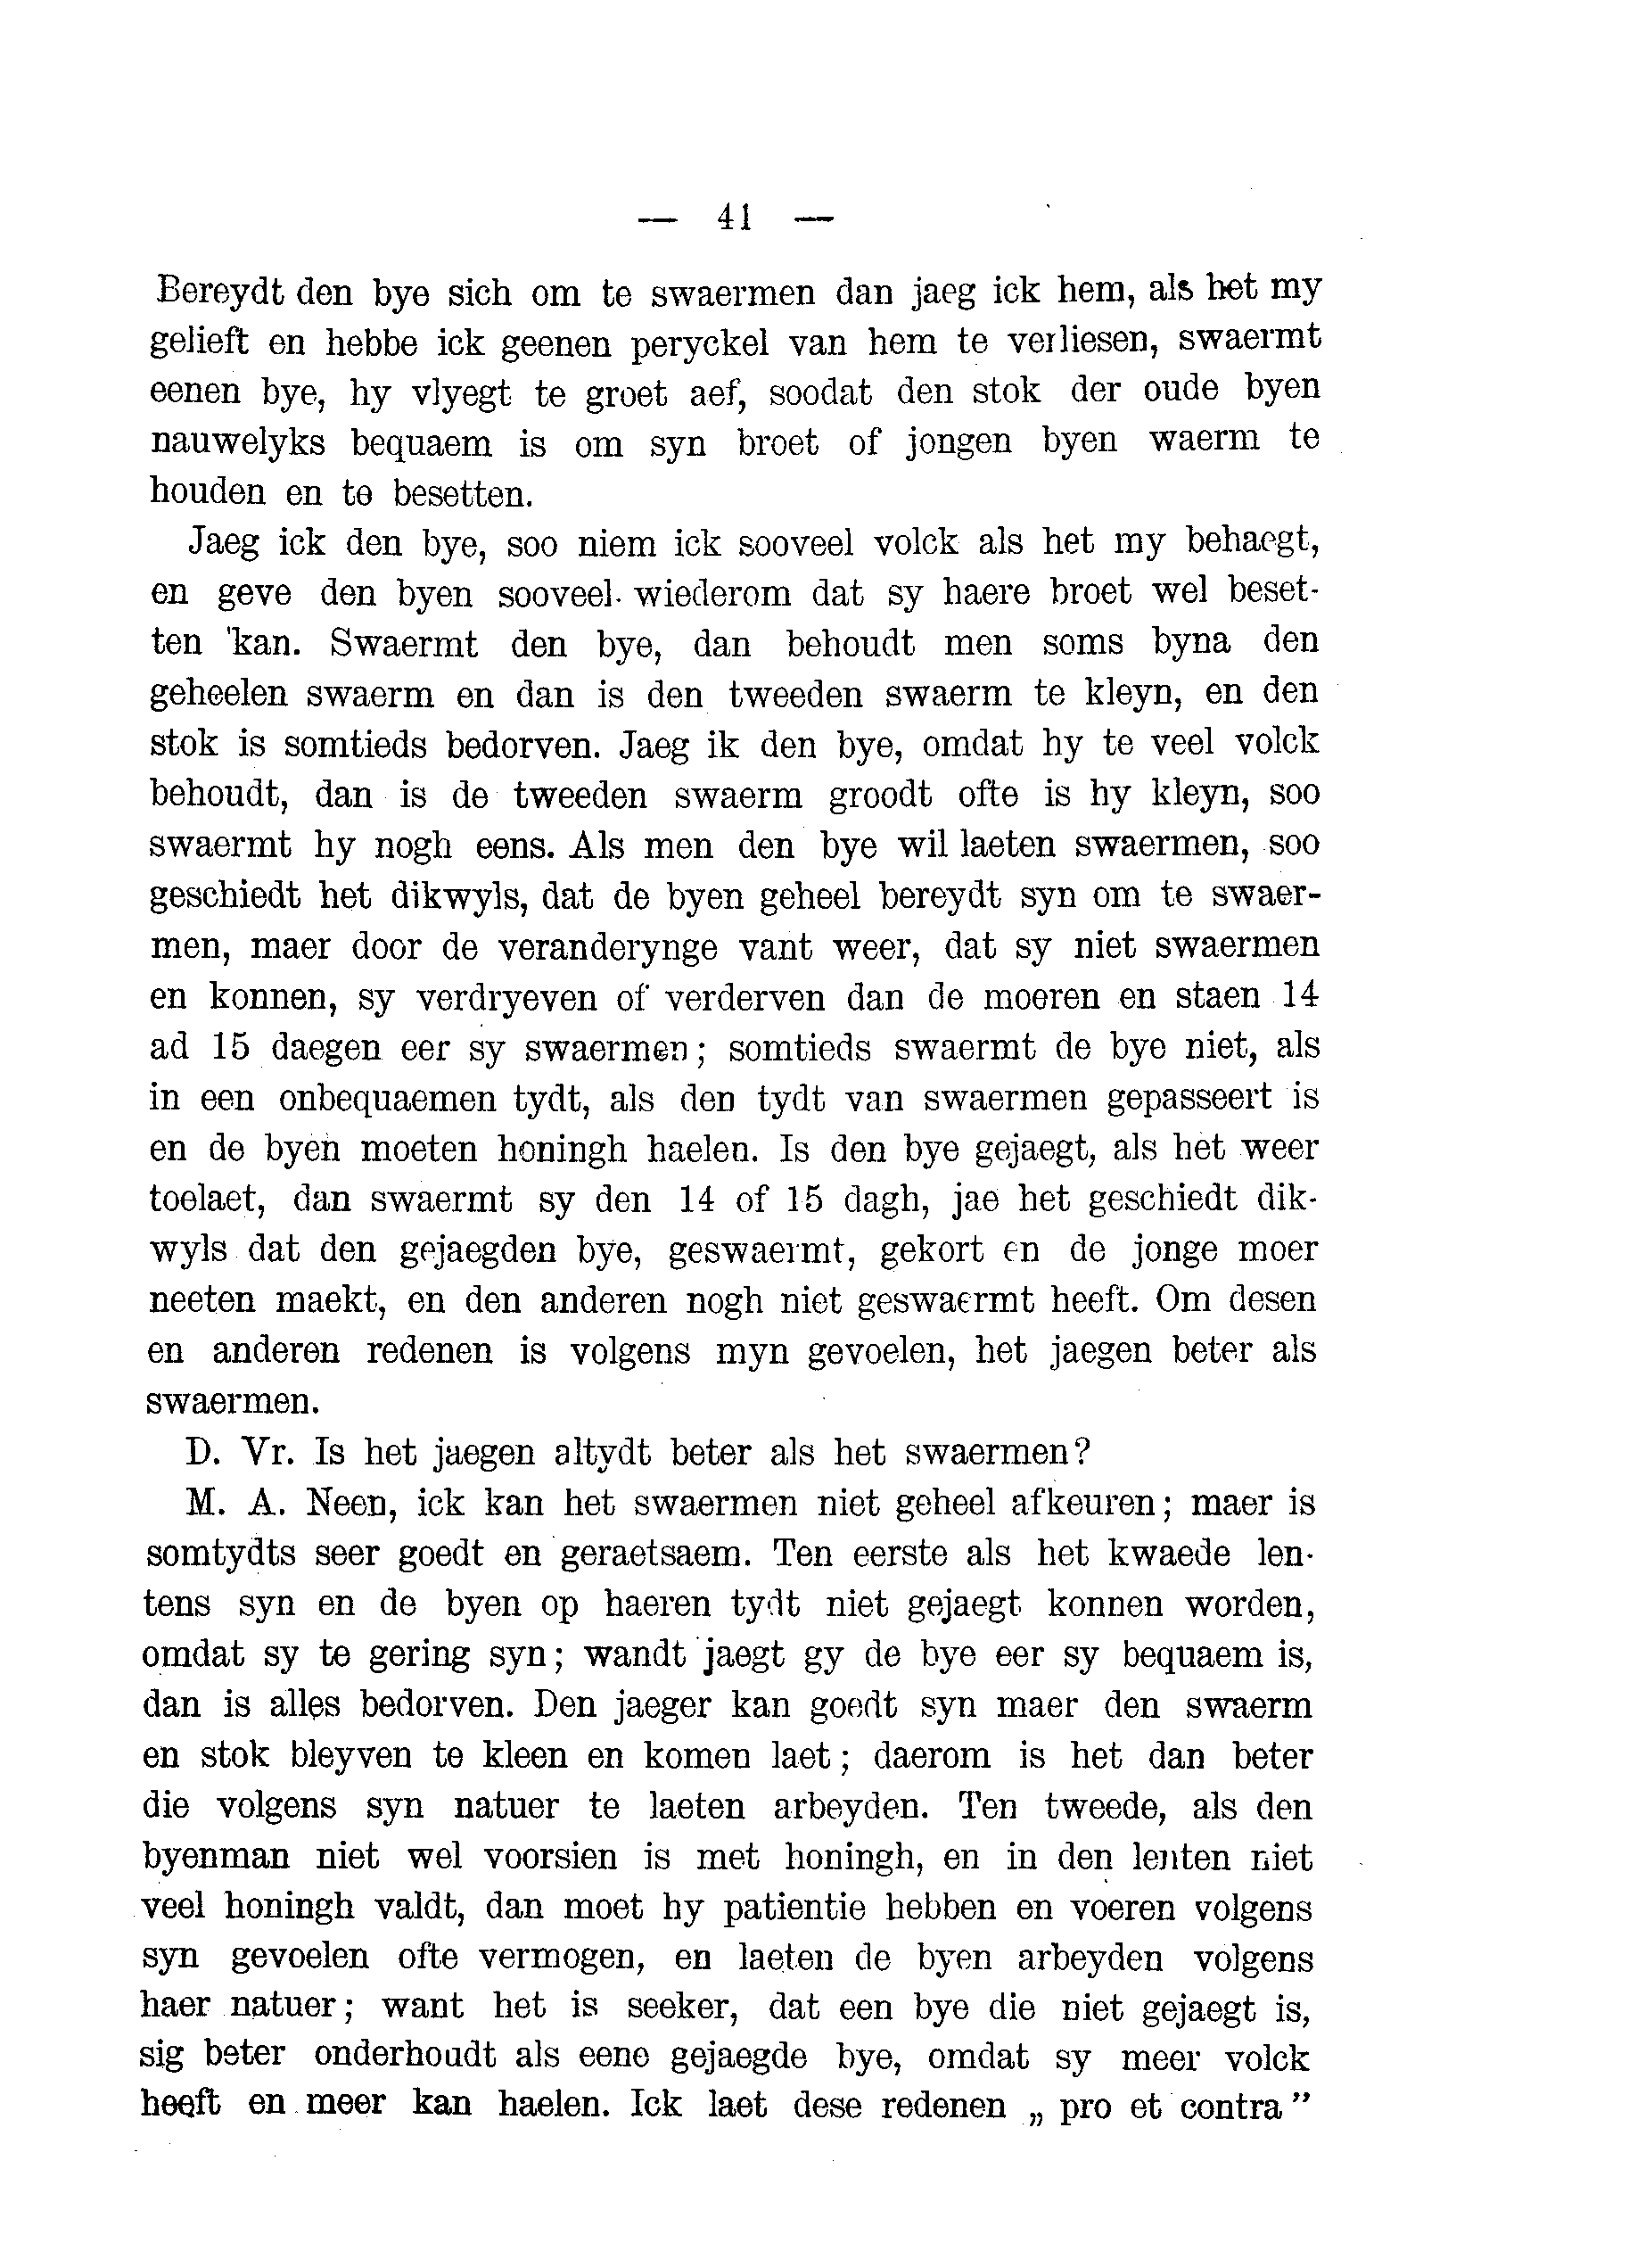 — 41 —
Bereydt den bye sich om te swaermen dan jaeg ick hem, als het my
gelieft en hebbe ick geenen peryckel van hem te verliesen, swaermt
eenen bye, hy vlyegt te groet aef, soodat den stok der oude byen
nauwelyks bequaem is om syn broet of jongen byen waerm te
houden en te besetten.
Jaeg ick den bye, soo niem ick sooveel volck als het my behaegt,
en geve den byen sooveel wiederom dat sy haere broet wel beset-
ten 'kan. Swaermt den bye, dan behoudt men soms byna den
geheelen swaerm en dan is den tweeden swaerm te kleyn, en den
stok is somtieds bedorven. Jaeg ik den bye, omdat hy te veel volck
behoudt, dan is de tweeden swaerm groodt ofte is hy kleyn, soo
swaermt hy nogh eens. Als men den bye wil laeten swaermen, soo
geschiedt het dikwyls, dat de byen geheel bereydt syn om te swaer-
men, maer door de veranderynge vant weer, dat sy niet swaermen
en konnen, sy verdryeven of verderven dan de moeren en staen 14
ad 15 daegen eer sy swaermen; somtieds swaermt de bye niet, als
in een onbequaemen tydt, als den tydt van swaermen gepasseert is
en de byen moeten honingh haelen. Is den bye gejaegt, als het weer
toelaet, dan swaermt sy den 14 of 15 dagh, jae het geschiedt dik-
wyls dat den gejaegden bye, geswaermt, gekort en de jonge moer
neeten maekt, en den anderen nogh niet geswaermt heeft. Om desen
en anderen redenen is volgens myn gevoelen, het jaegen beter als
swaermen.
D. Vr. Is het jaegen altydt beter als het swaermen?
M. A. Neen, ick kan het swaermen niet geheel afkeuren; maer is
somtydts seer goedt en geraetsaem. Ten eerste als het kwaede len-
tens syn en de byen op haeren tydt niet gejaegt konnen worden,
omdat sy te gering syn; wandt jaegt gy de bye eer sy bequaem is,
dan is alles bedorven. Den jaeger kan goedt syn maer den swaerm
en stok bleyven te kleen en komen laet; daerom is het dan beter
die volgens syn natuer te laeten arbeyden. Ten tweede, als den
byenman niet wel voorsien is met honingh, en in den lenten niet
veel honingh valdt, dan moet hy patientie hebben en voeren volgens
syn gevoelen ofte vermogen, en laeten de byen arbeyden volgens
haer natuer; want het is seeker, dat een bye die niet gejaegt is,
sig beter onderhoudt als eene gejaegde bye, omdat sy meer volck
heeft en meer kan haelen. Ick laet dese redenen „ pro et contra”